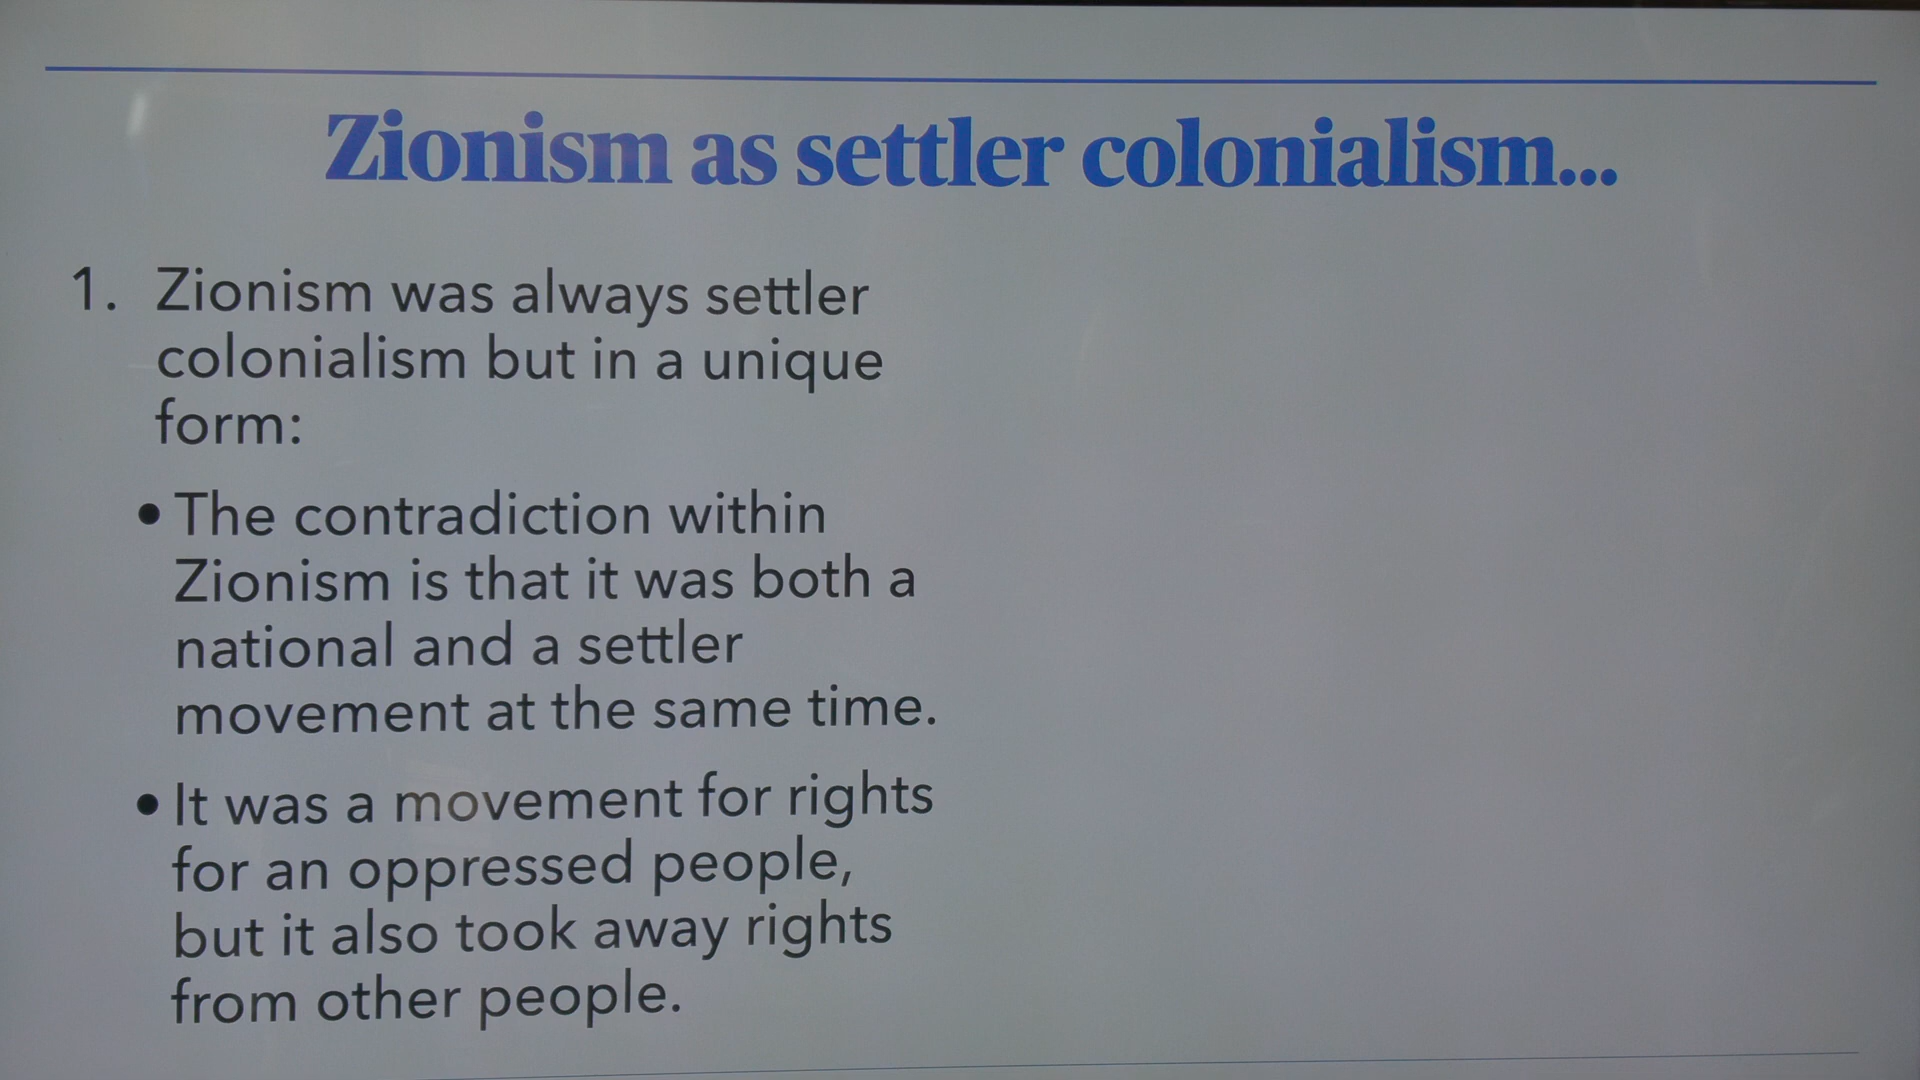 Zionism as settler colonialism...
1. Zionism was always settler
colonialism but in a unique
form:
• The contradiction within
Zionism is that it was both a
national and a settler
movement at the same time.
• It was a movement for rights
for an oppressed people,
but it also took away rights
from other people.